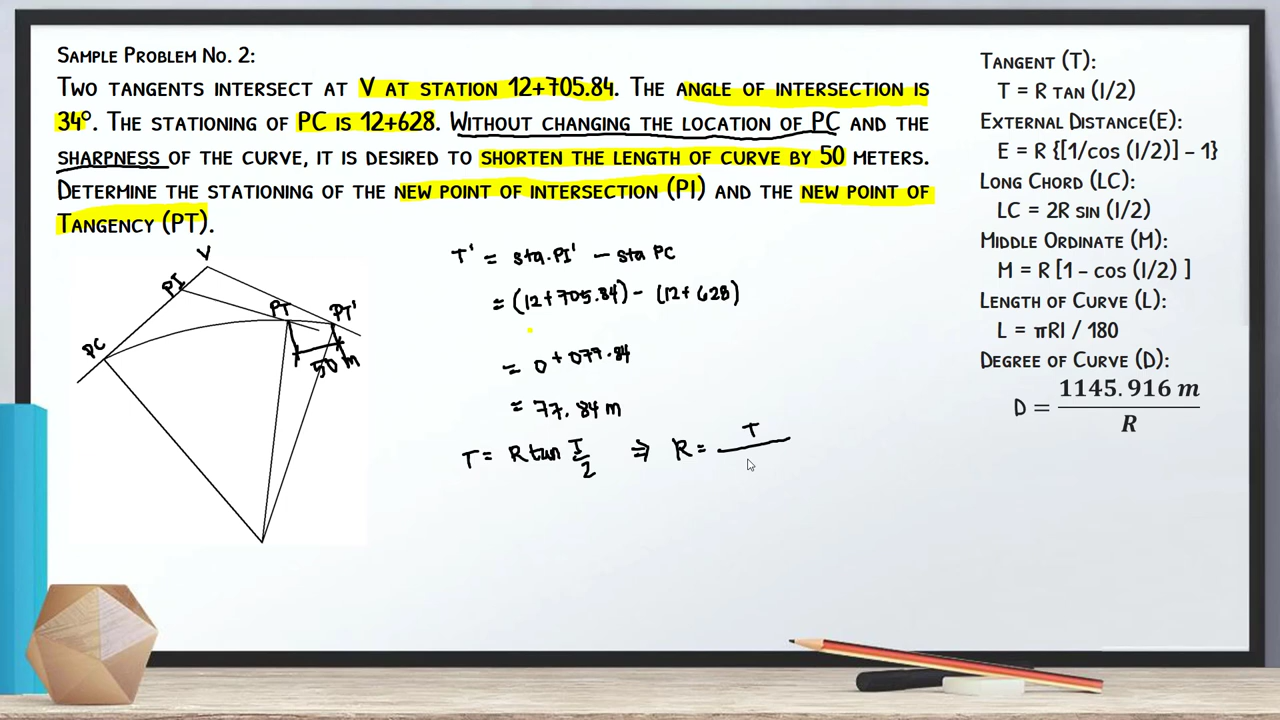 SAMPLE PROBLEM NO. 2:
TWO TANGENTS INTERSECT AT V AT STATION 12+705.84. THE ANGLE OF INTERSECTION IS
34°. THE STATIONING OF PC IS 12+628. WITHOUT CHANGING THE LOCATION OF PC AND THE
SHARPNESS OF THE CURVE, IT IS DESIRED TO SHORTEN THE LENGTH OF CURVE BY 50 METERS.
DETERMINE THE STATIONING OF THE NEW POINT OF INTERSECTION (PI) AND THE NEW POINT OF
TANGENCY (PT).
V
PI
PT
PT'
PC
50 m
T' = sta.PI' - sta PC
= (12+705.84') - (12+628)
= 0+077.84
= 77.84 m
T = R tan I/2 ⇒ R = T
TANGENT (T):
T = R TAN (I/2)
EXTERNAL DISTANCE(E):
E = R {[1/cos (I/2)] - 1}
LONG CHORD (LC):
LC = 2R SIN (I/2)
MIDDLE ORDINATE (M):
M = R [1 - cos (I/2) ]
LENGTH OF CURVE (L):
L = πRI / 180
DEGREE OF CURVE (D):
D = 1145.916 m / R